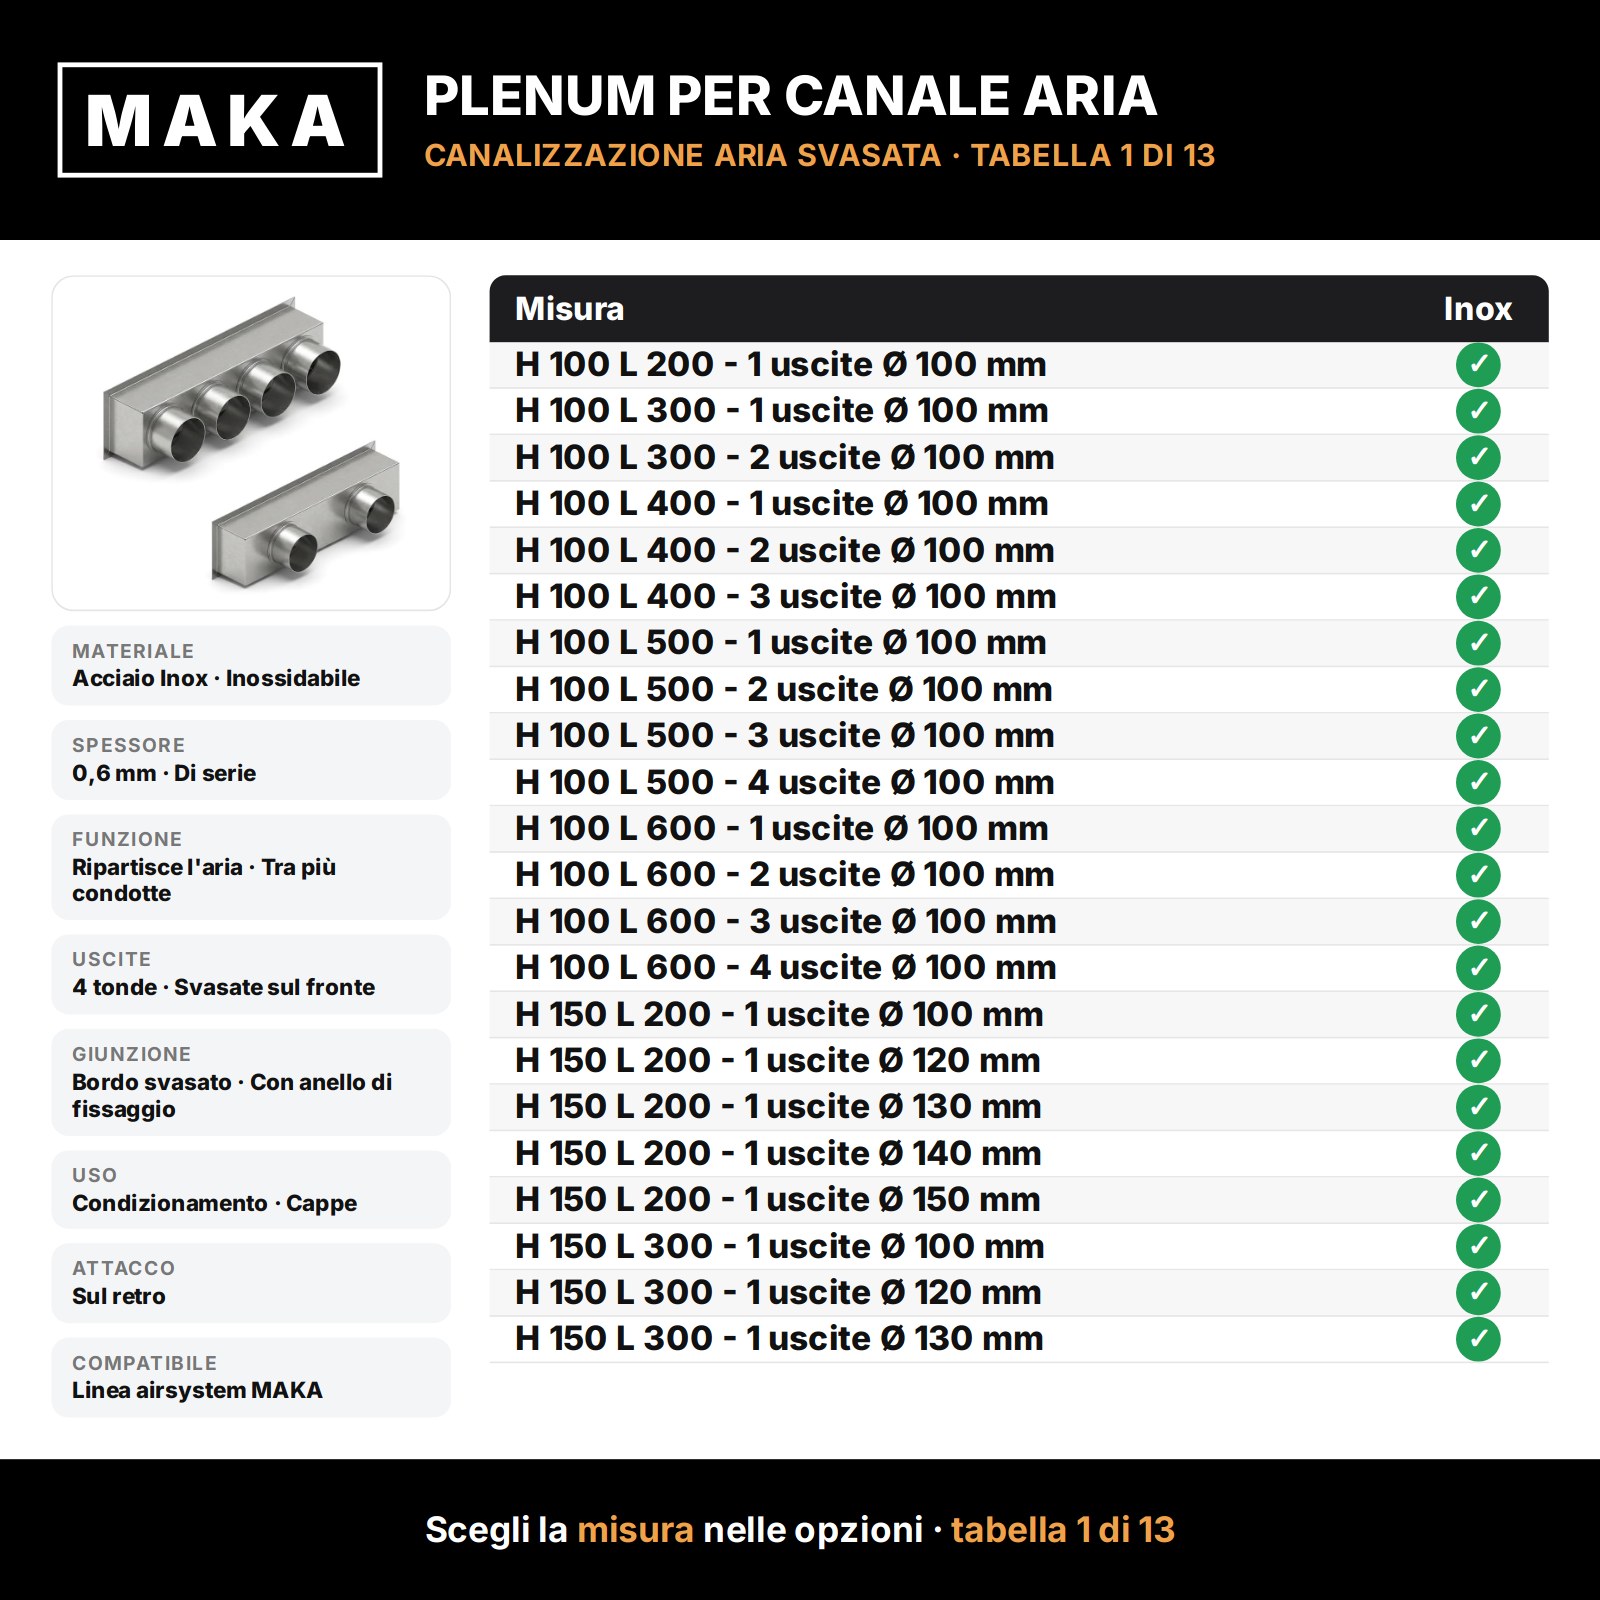 MAKA
PLENUM PER CANALE ARIA
CANALIZZAZIONE ARIA SVASATA · TABELLA 1 DI 13
MATERIALE
Acciaio Inox · Inossidabile
SPESSORE
0,6 mm · Di serie
FUNZIONE
Ripartisce l'aria · Tra più
condotte
USCITE
4 tonde · Svasate sul fronte
GIUNZIONE
Bordo svasato · Con anello di
fissaggio
USO
Condizionamento · Cappe
ATTACCO
Sul retro
COMPATIBILE
Linea airsystem MAKA
Misura Inox
H 100 L 200 - 1 uscite Ø 100 mm ✓
H 100 L 300 - 1 uscite Ø 100 mm ✓
H 100 L 300 - 2 uscite Ø 100 mm ✓
H 100 L 400 - 1 uscite Ø 100 mm ✓
H 100 L 400 - 2 uscite Ø 100 mm ✓
H 100 L 400 - 3 uscite Ø 100 mm ✓
H 100 L 500 - 1 uscite Ø 100 mm ✓
H 100 L 500 - 2 uscite Ø 100 mm ✓
H 100 L 500 - 3 uscite Ø 100 mm ✓
H 100 L 500 - 4 uscite Ø 100 mm ✓
H 100 L 600 - 1 uscite Ø 100 mm ✓
H 100 L 600 - 2 uscite Ø 100 mm ✓
H 100 L 600 - 3 uscite Ø 100 mm ✓
H 100 L 600 - 4 uscite Ø 100 mm ✓
H 150 L 200 - 1 uscite Ø 100 mm ✓
H 150 L 200 - 1 uscite Ø 120 mm ✓
H 150 L 200 - 1 uscite Ø 130 mm ✓
H 150 L 200 - 1 uscite Ø 140 mm ✓
H 150 L 200 - 1 uscite Ø 150 mm ✓
H 150 L 300 - 1 uscite Ø 100 mm ✓
H 150 L 300 - 1 uscite Ø 120 mm ✓
H 150 L 300 - 1 uscite Ø 130 mm ✓
Scegli la misura nelle opzioni · tabella 1 di 13